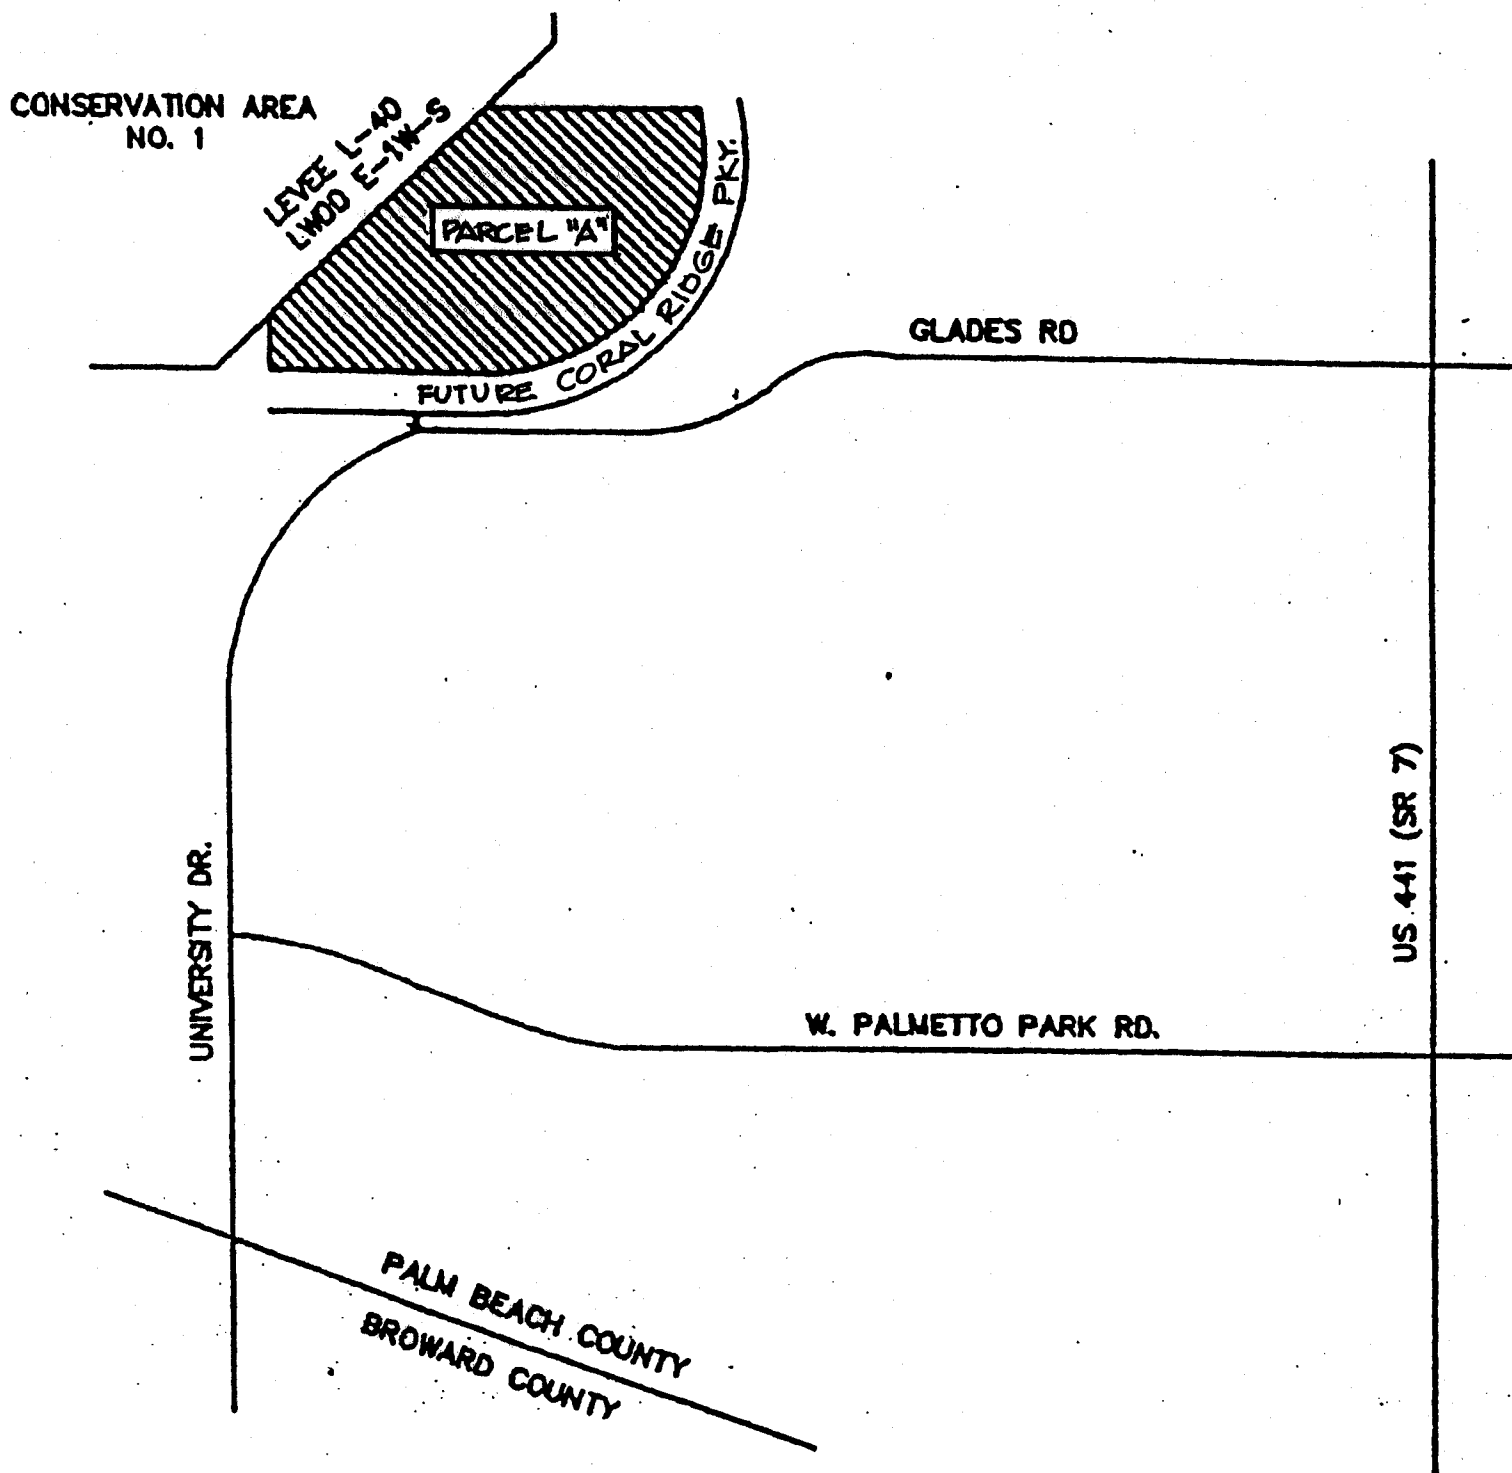 CONSERVATION AREA
NO. 1
LEVEE L-40
LWDD E-1W-S
PARCEL "A"
FUTURE CORAL RIDGE PKY.
GLADES RD
US 441 (SR 7)
UNIVERSITY DR.
W. PALMETTO PARK RD.
PALM BEACH COUNTY
BROWARD COUNTY